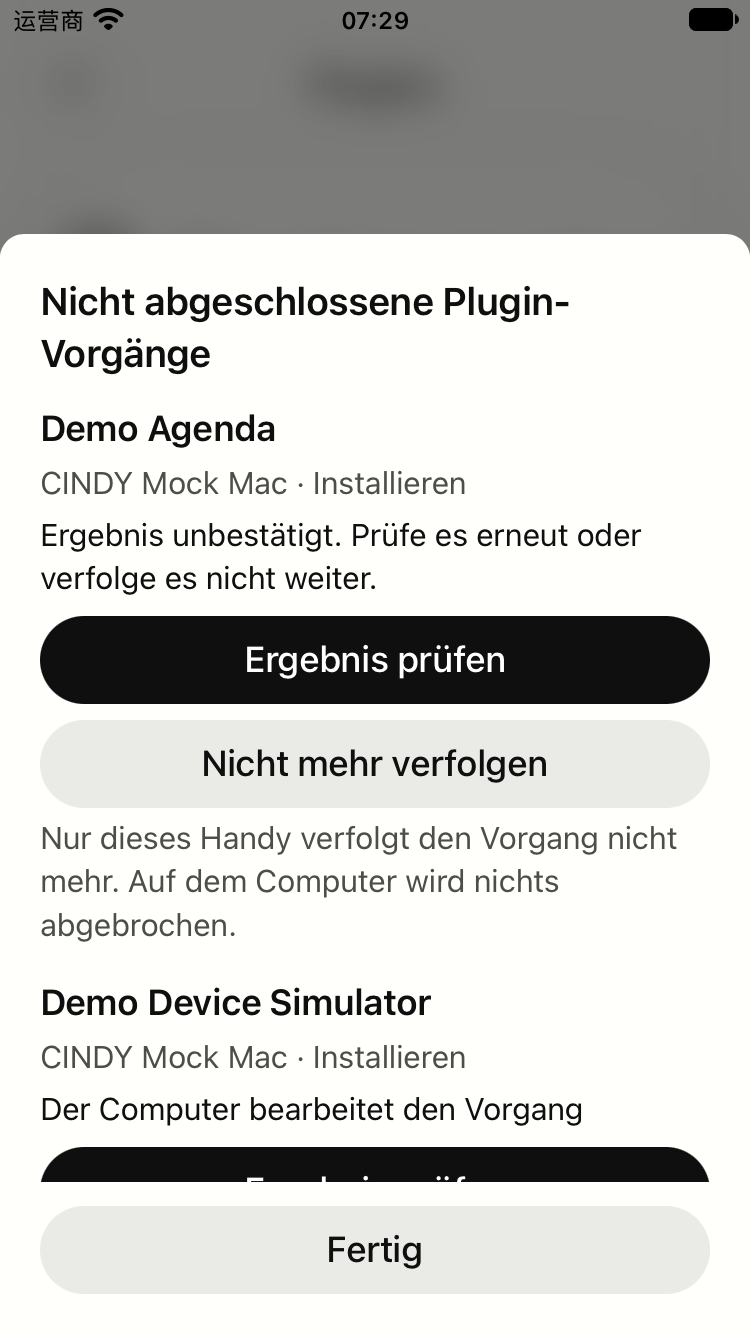 运营商
07:29
Nicht abgeschlossene Plugin-
Vorgänge
Demo Agenda
CINDY Mock Mac · Installieren
Ergebnis unbestätigt. Prüfe es erneut oder
verfolge es nicht weiter.
Ergebnis prüfen
Nicht mehr verfolgen
Nur dieses Handy verfolgt den Vorgang nicht
mehr. Auf dem Computer wird nichts
abgebrochen.
Demo Device Simulator
CINDY Mock Mac · Installieren
Der Computer bearbeitet den Vorgang
Fertig